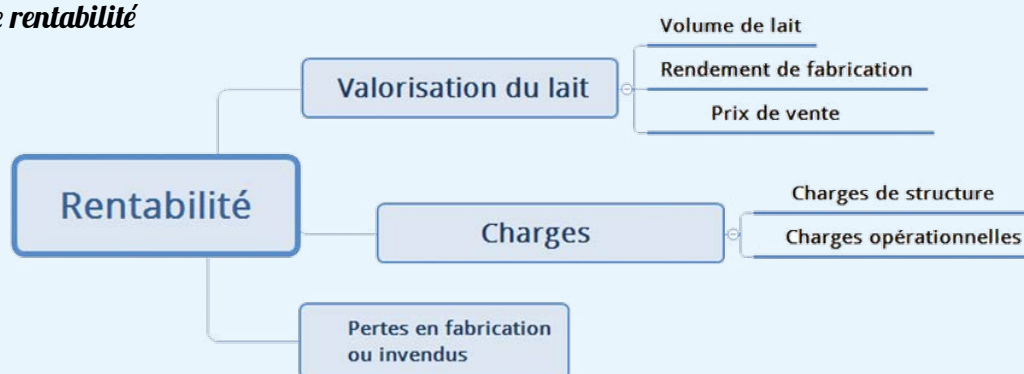 rentabilité
Volume de lait
Valorisation du lait
Rendement de fabrication
Prix de vente
Rentabilité
Charges
Charges de structure
Charges opérationnelles
Pertes en fabrication
ou invendus